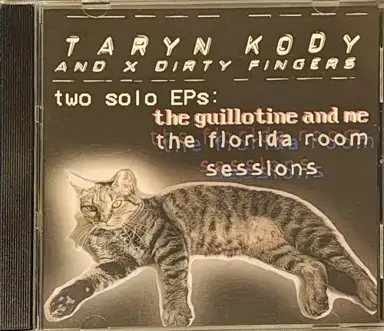 TARYN KODY
AND X DIRTY FINGERS
two solo EPs:
the guillotine and me
the florida room
sessions